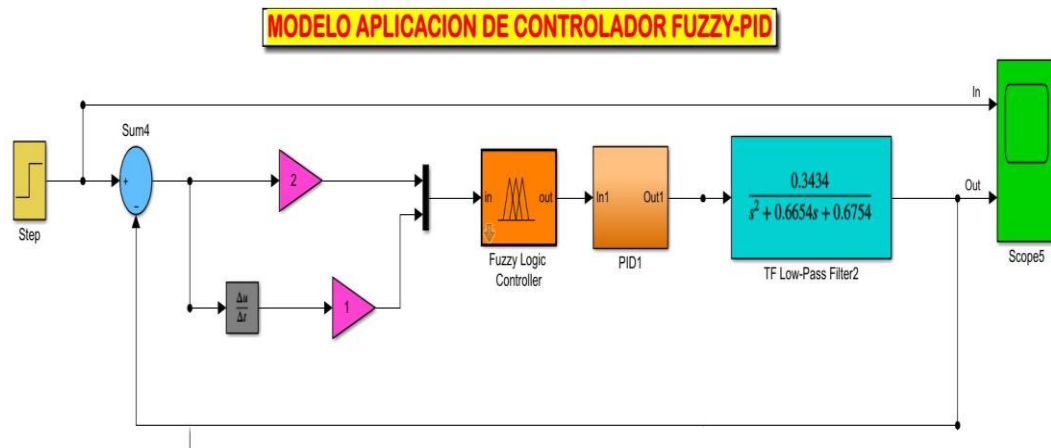 MODELO APLICACION DE CONTROLADOR FUZZY-PID
In
Sum4
+
−
2
in
out
In1
Out1
0.3434
s² + 0.6654s + 0.6754
Out
Step
Fuzzy Logic
Controller
PID1
TF Low-Pass Filter2
Scope5
Δu
Δt
1